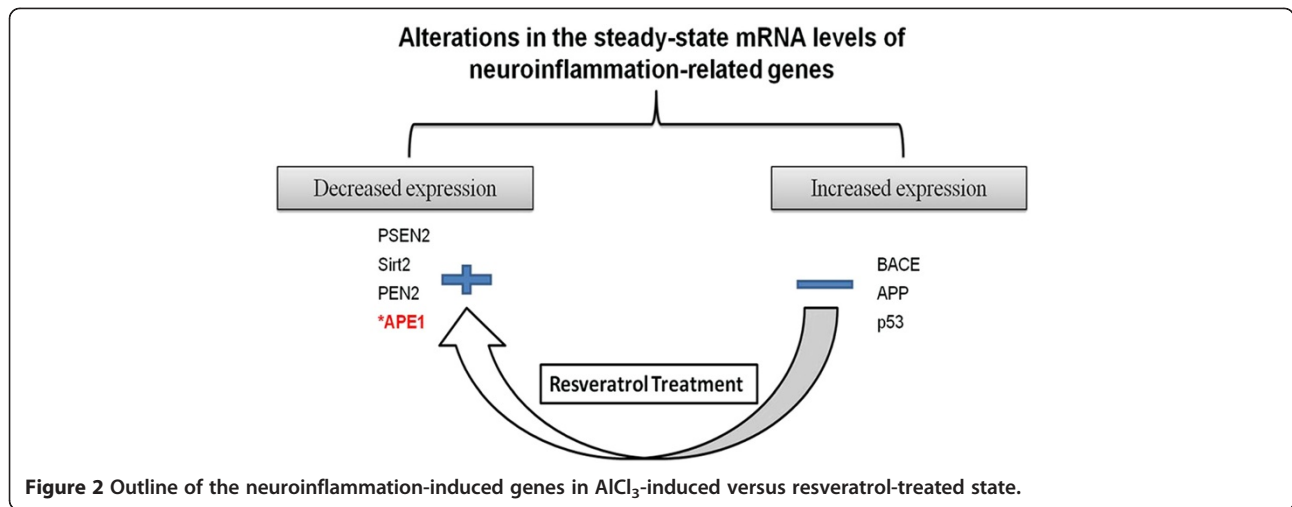 Alterations in the steady-state mRNA levels of
neuroinflammation-related genes
Decreased expression
Increased expression
PSEN2
Sirt2
PEN2
*APE1
BACE
APP
p53
Resveratrol Treatment
Figure 2 Outline of the neuroinflammation-induced genes in AlCl₃-induced versus resveratrol-treated state.